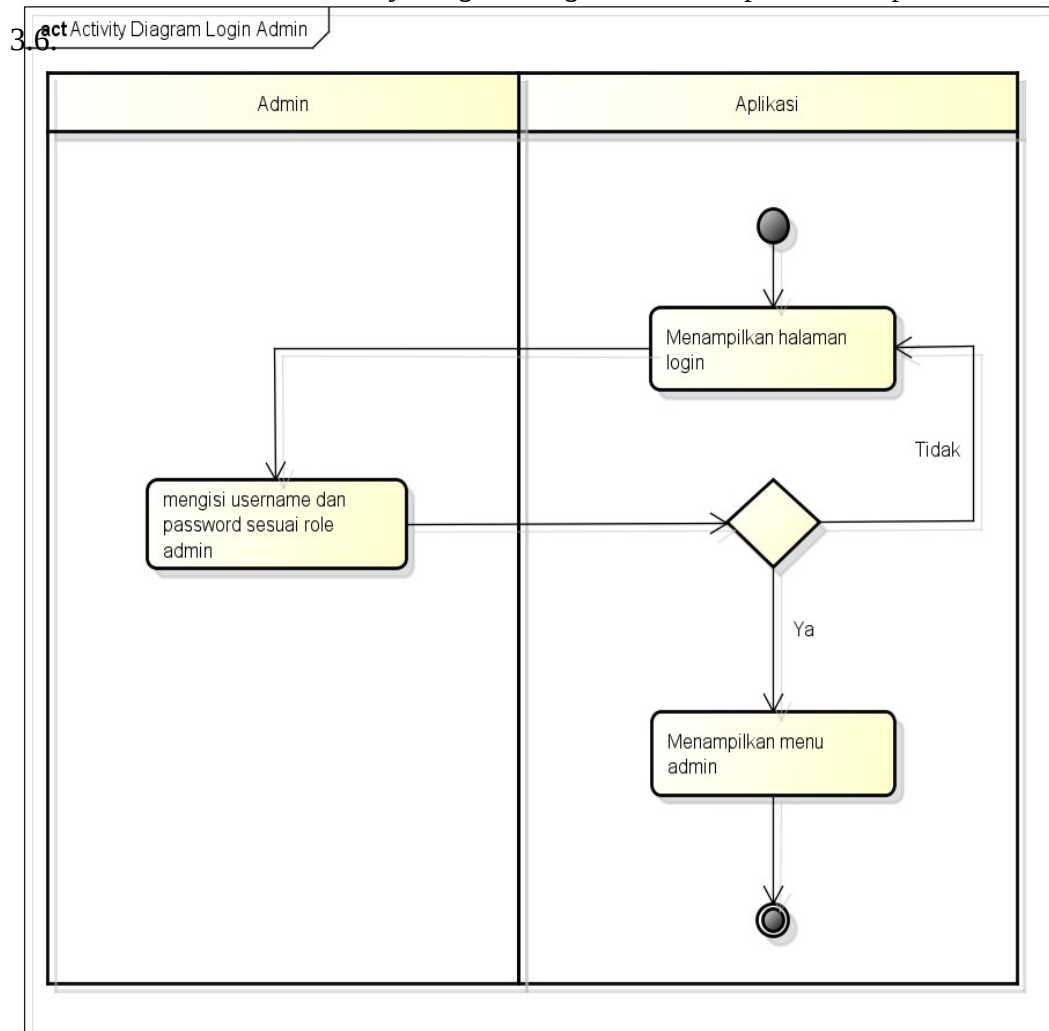 3.6.
act Activity Diagram Login Admin
Admin
Aplikasi
Menampilkan halaman
login
Tidak
mengisi username dan
password sesuai role
admin
Ya
Menampilkan menu
admin